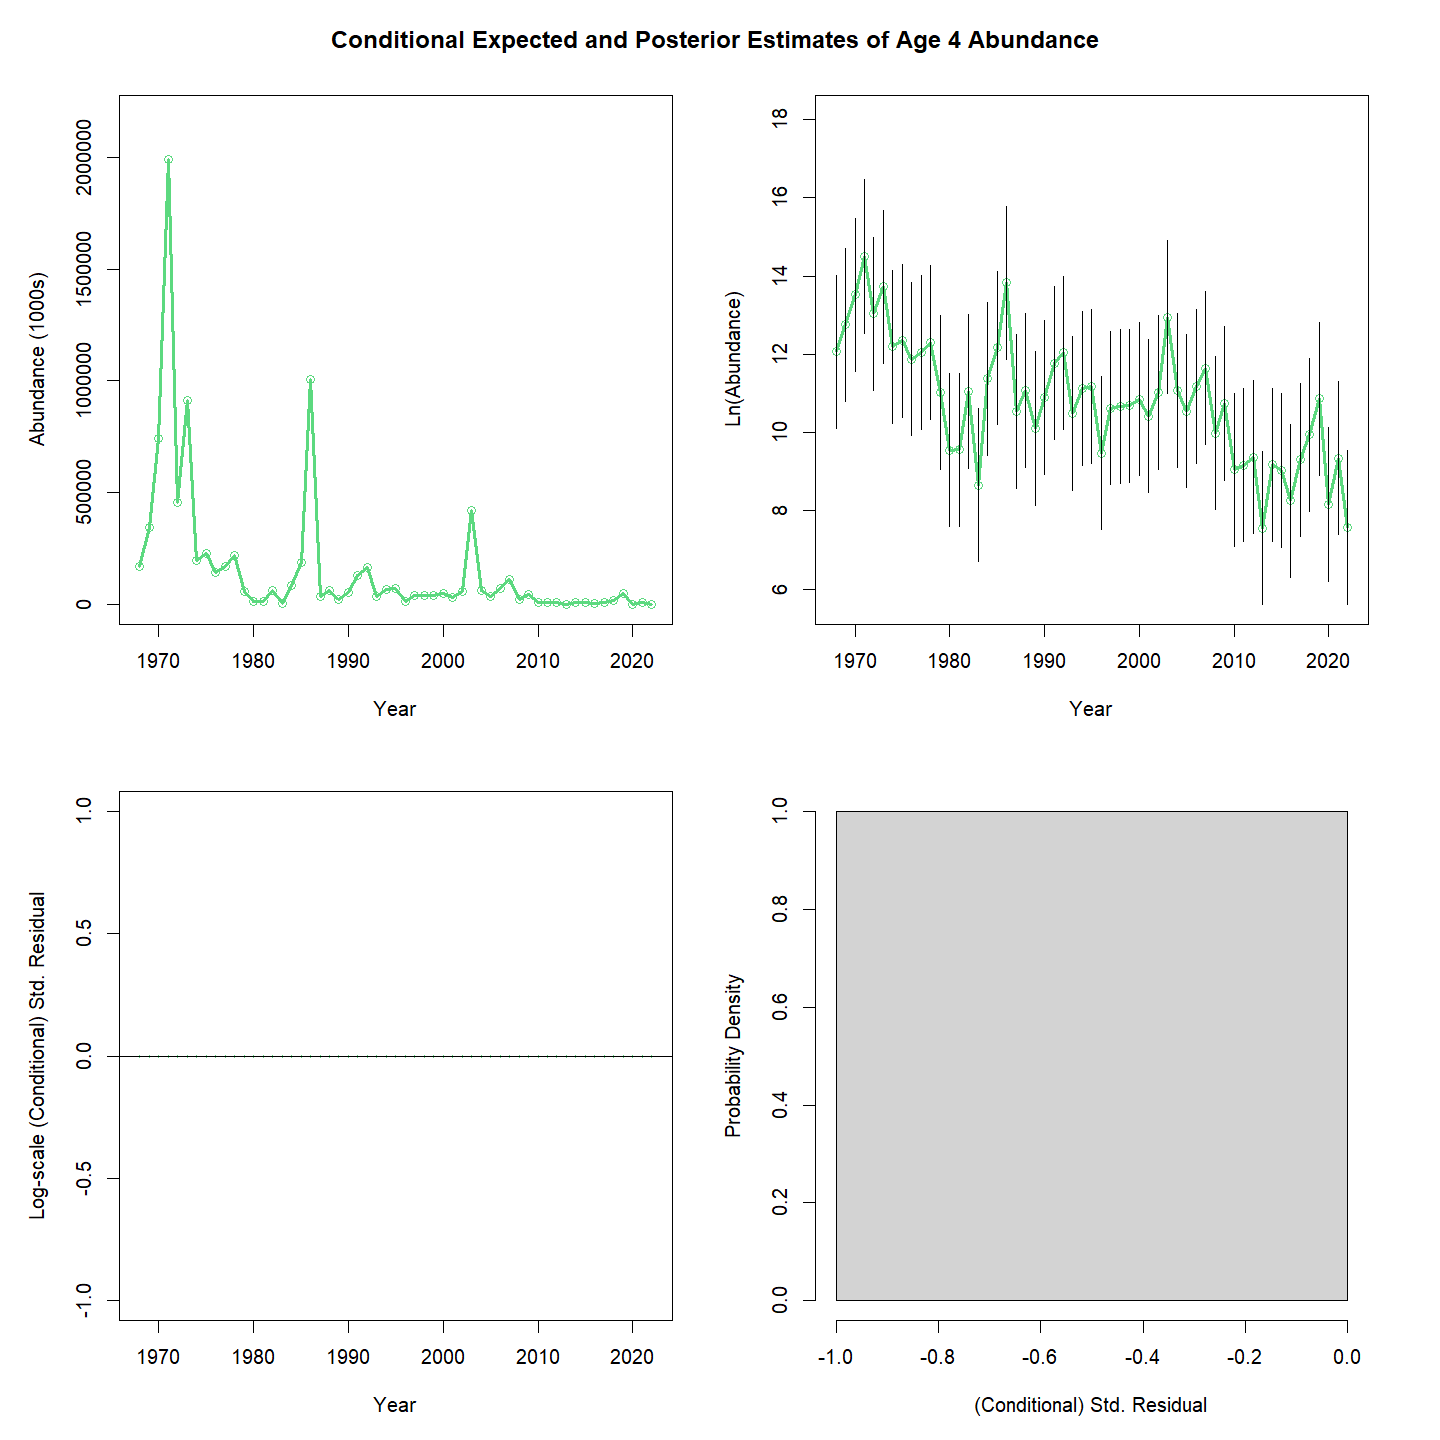 Conditional Expected and Posterior Estimates of Age 4 Abundance
Abundance (1000s)
0
500000
1000000
1500000
2000000
1970 1980 1990 2000 2010 2020
Year
Ln(Abundance)
6
8
10
12
14
16
18
1970 1980 1990 2000 2010 2020
Year
Log-scale (Conditional) Std. Residual
-1.0
-0.5
0.0
0.5
1.0
1970 1980 1990 2000 2010 2020
Year
Probability Density
0.0
0.2
0.4
0.6
0.8
1.0
-1.0 -0.8 -0.6 -0.4 -0.2 0.0
(Conditional) Std. Residual